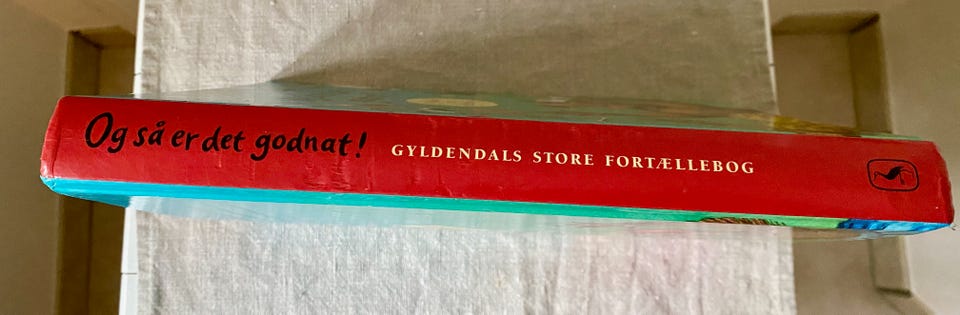 Og så er det godnat! GYLDENDALS STORE FORTÆLLEBOG